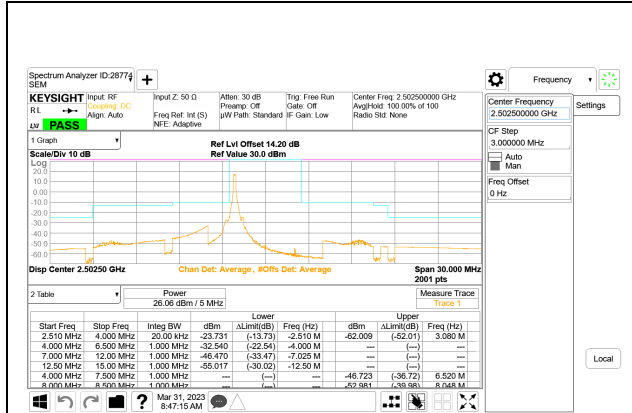 Spectrum Analyzer ID:28774
SEM
Frequency
KEYSIGHT
R L
LXI
PASS
Input: RF
Coupling: DC
Align: Auto
Input Z: 50 Ω
Freq Ref: Int (S)
NFE: Adaptive
Atten: 30 dB
Preamp: Off
µW Path: Standard
Trig: Free Run
Gate: Off
IF Gain: Low
Center Freq: 2.502500000 GHz
Avg|Hold: 100.00% of 100
Radio Std: None
Center Frequency
2.502500000 GHz
Settings
CF Step
3.000000 MHz
Auto
Man
Freq Offset
0 Hz
1 Graph
Scale/Div 10 dB
Ref Lvl Offset 14.20 dB
Ref Value 30.0 dBm
Log
20.0
10.0
0.00
-10.0
-20.0
-30.0
-40.0
-50.0
-60.0
Disp Center 2.50250 GHz
Chan Det: Average, #Offs Det: Average
Span 30.000 MHz
2001 pts
2 Table
Power
26.06 dBm / 5 MHz
Measure Trace
Trace 1
Lower Upper
Start Freq Stop Freq Integ BW dBm ΔLimit(dB) Freq (Hz) dBm ΔLimit(dB) Freq (Hz)
2.510 MHz 4.000 MHz 20.00 kHz -23.731 (-13.73) -2.510 M -62.009 (-52.01) 3.080 M
4.000 MHz 6.500 MHz 1.000 MHz -32.540 (-22.54) -4.000 M --- (---) ---
7.000 MHz 12.00 MHz 1.000 MHz -46.470 (-33.47) -7.025 M --- (---) ---
12.50 MHz 15.00 MHz 1.000 MHz -55.017 (-30.02) -12.50 M --- (---) ---
4.000 MHz 7.500 MHz 1.000 MHz --- (---) --- -46.723 (-36.72) 6.520 M
8.000 MHz 8.500 MHz 1.000 MHz --- (---) --- -52.981 (-39.98) 8.048 M
Local
?
Mar 31, 2023
8:47:15 AM